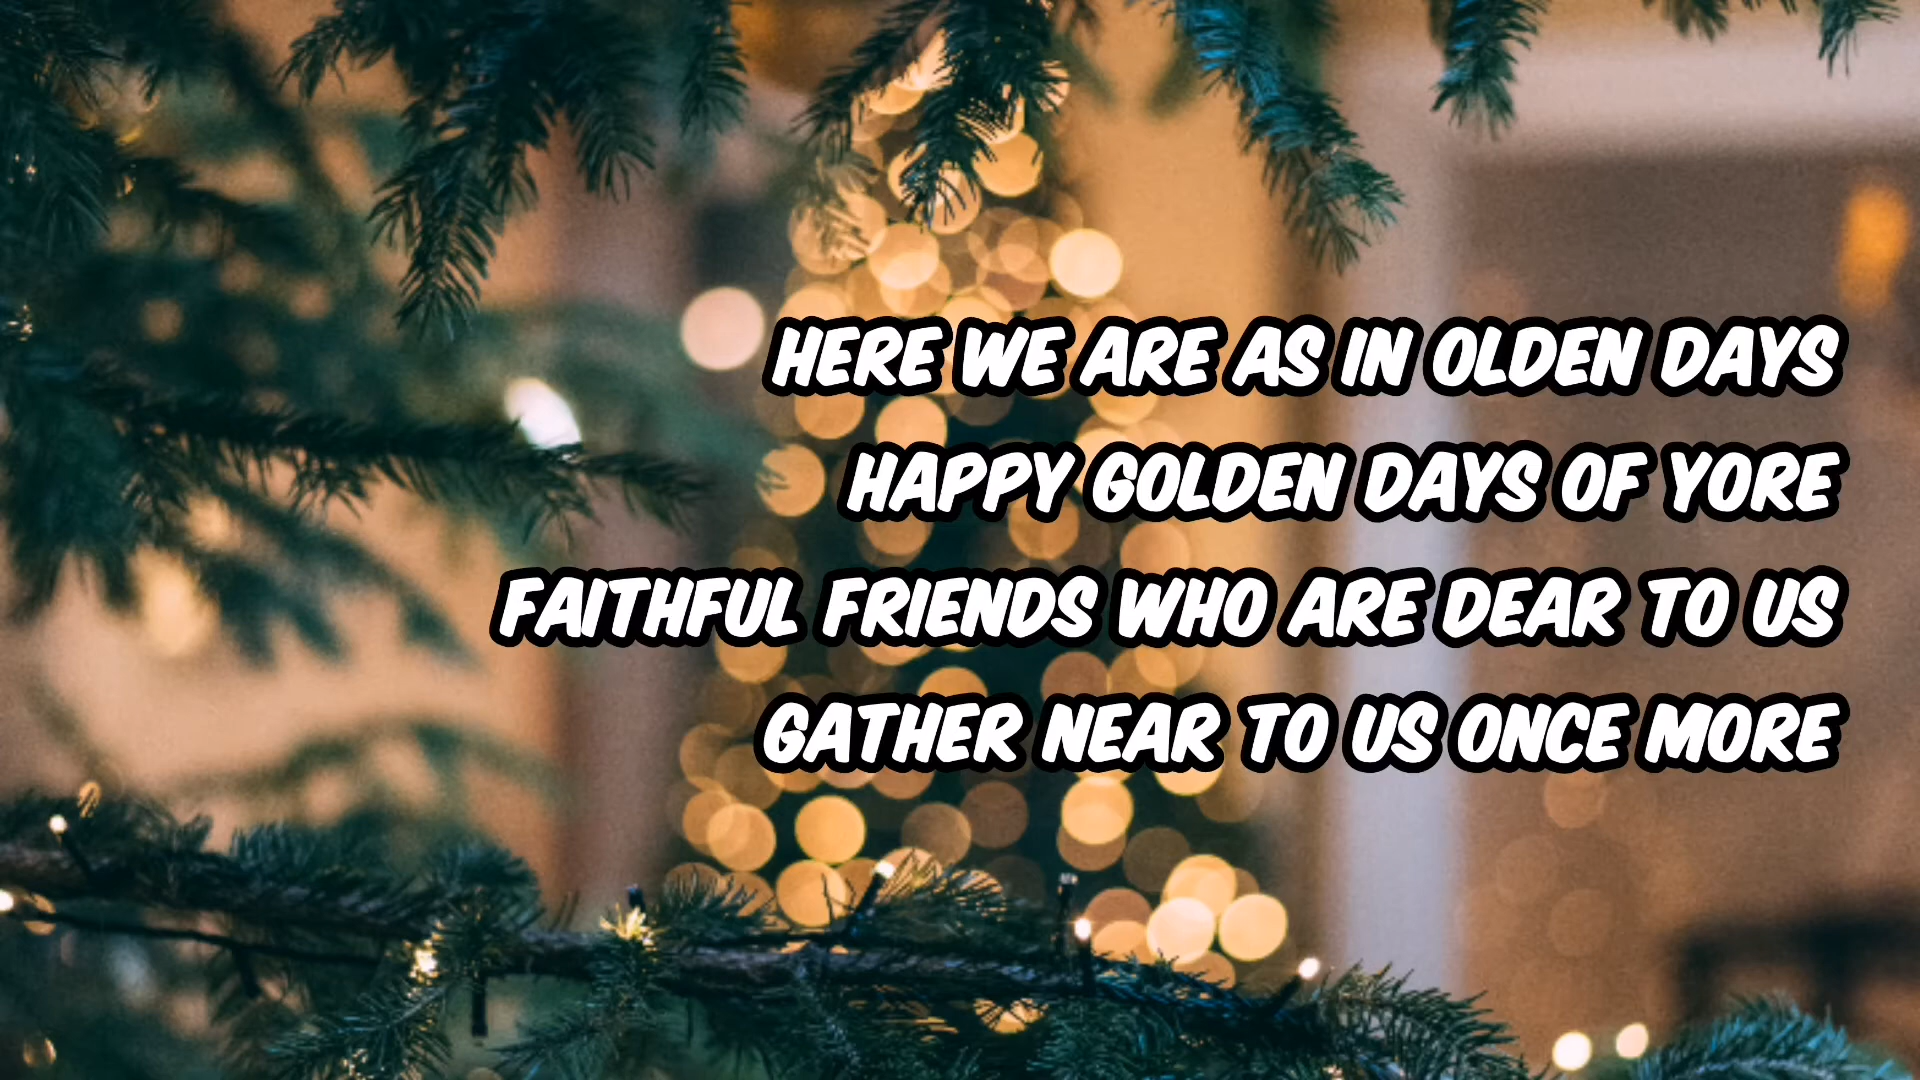 HERE WE ARE AS IN OLDEN DAYS
HAPPY GOLDEN DAYS OF YORE
FAITHFUL FRIENDS WHO ARE DEAR TO US
GATHER NEAR TO US ONCE MORE